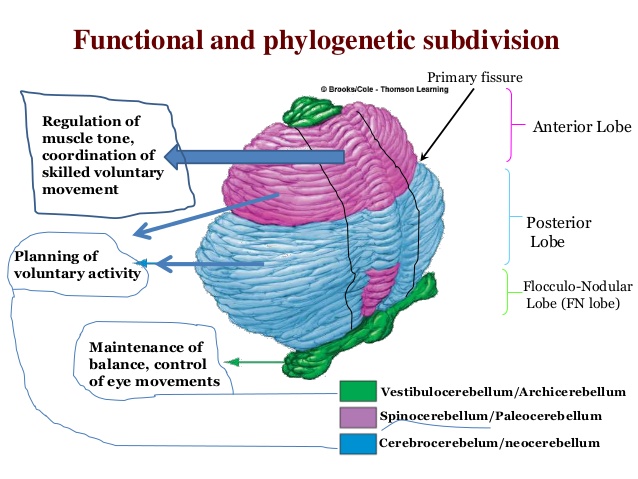 Functional and phylogenetic subdivision
© Brooks/Cole - Thomson Learning
Primary fissure
Regulation of
muscle tone,
coordination of
skilled voluntary
movement
Anterior Lobe
Posterior
Lobe
Planning of
voluntary activity
Flocculo-Nodular
Lobe (FN lobe)
Maintenance of
balance, control
of eye movements
Vestibulocerebellum/Archicerebellum
Spinocerebellum/Paleocerebellum
Cerebrocerebelum/neocerebellum